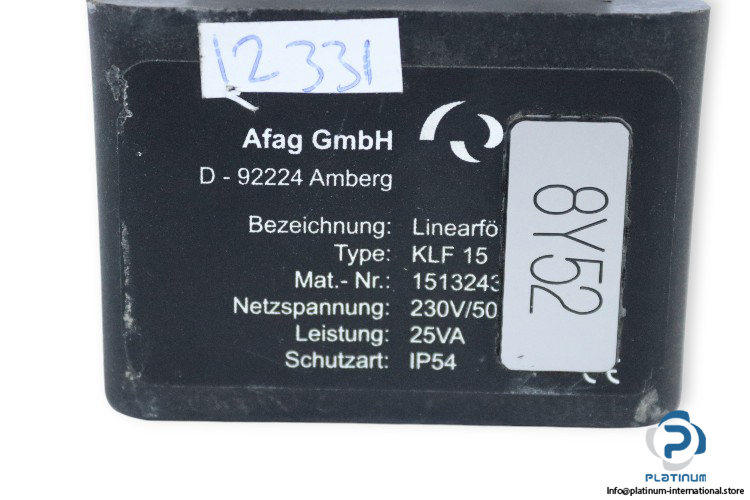 12331
Afag GmbH
D - 92224 Amberg
Bezeichnung: Linearfö
Type: KLF 15
Mat.- Nr.: 1513243
Netzspannung: 230V/50
Leistung: 25VA
Schutzart: IP54
8Y52
CE
PLATINUM
Info@platinum-international.store